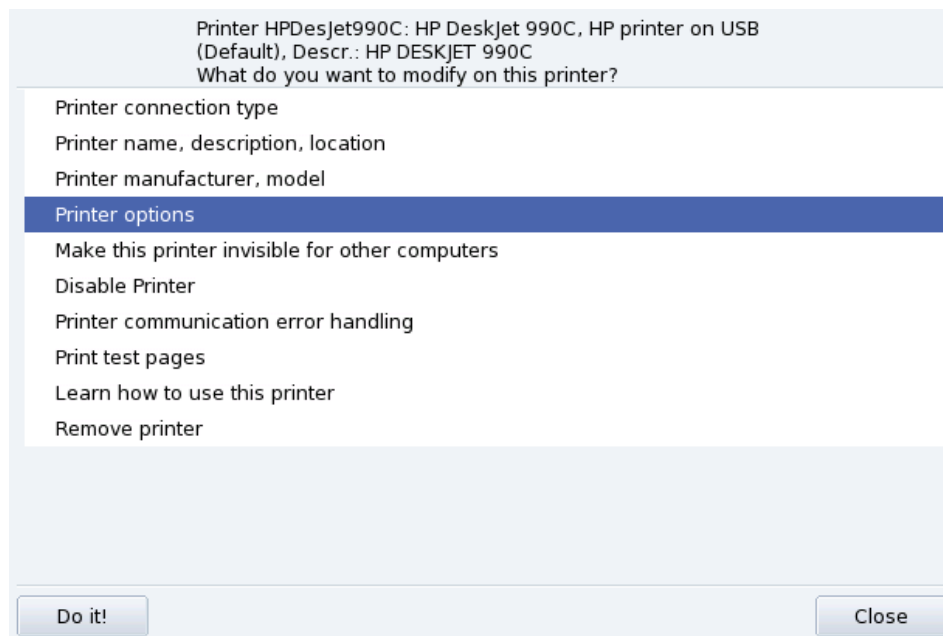 Printer HPDesJet990C: HP DeskJet 990C, HP printer on USB
(Default), Descr.: HP DESKJET 990C
What do you want to modify on this printer?
Printer connection type
Printer name, description, location
Printer manufacturer, model
Printer options
Make this printer invisible for other computers
Disable Printer
Printer communication error handling
Print test pages
Learn how to use this printer
Remove printer
Do it!
Close